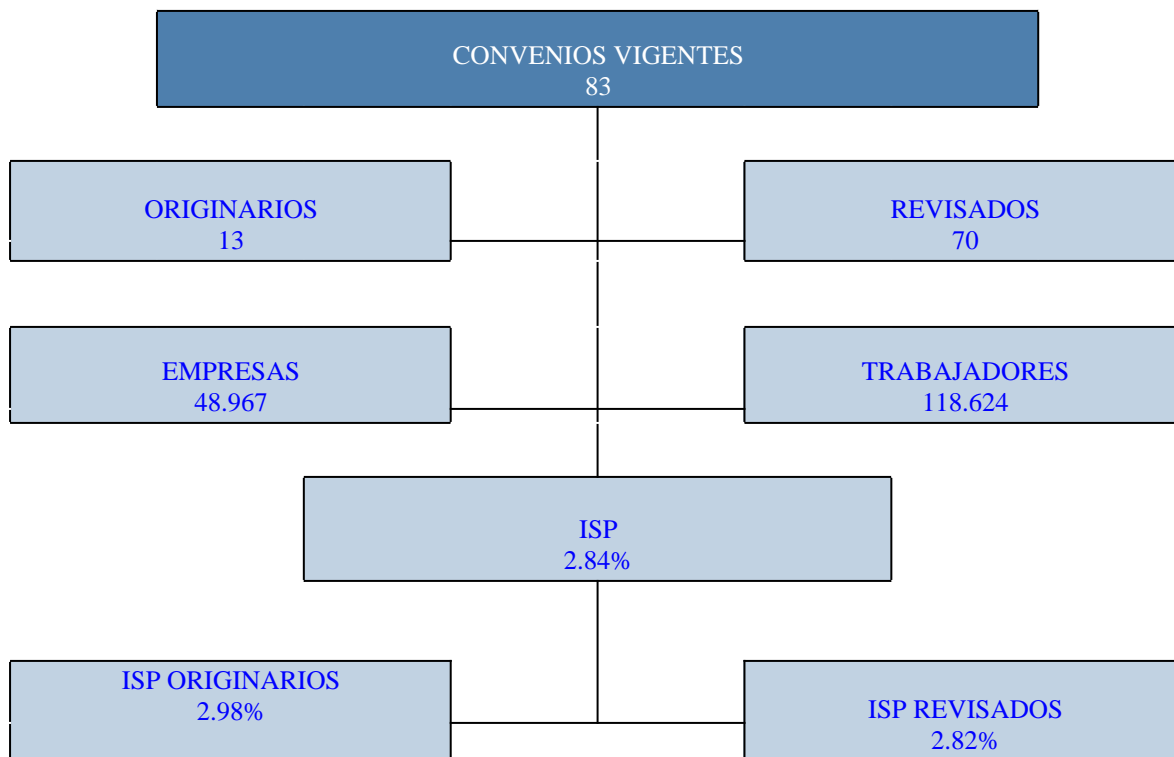 CONVENIOS VIGENTES
83
ORIGINARIOS
13
REVISADOS
70
EMPRESAS
48.967
TRABAJADORES
118.624
ISP
2.84%
ISP ORIGINARIOS
2.98%
ISP REVISADOS
2.82%